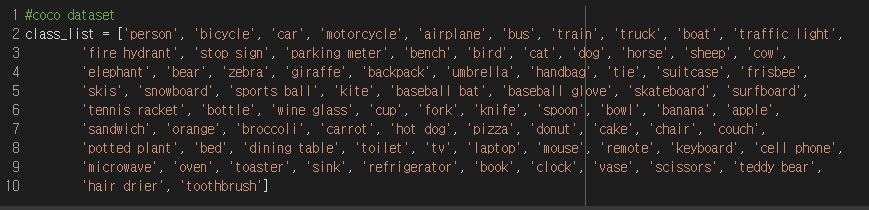 1 #coco dataset
2 class_list = ['person', 'bicycle', 'car', 'motorcycle', 'airplane', 'bus', 'train', 'truck', 'boat', 'traffic light',
3 'fire hydrant', 'stop sign', 'parking meter', 'bench', 'bird', 'cat', 'dog', 'horse', 'sheep', 'cow',
4 'elephant', 'bear', 'zebra', 'giraffe', 'backpack', 'umbrella', 'handbag', 'tie', 'suitcase', 'frisbee',
5 'skis', 'snowboard', 'sports ball', 'kite', 'baseball bat', 'baseball glove', 'skateboard', 'surfboard',
6 'tennis racket', 'bottle', 'wine glass', 'cup', 'fork', 'knife', 'spoon', 'bowl', 'banana', 'apple',
7 'sandwich', 'orange', 'broccoli', 'carrot', 'hot dog', 'pizza', 'donut', 'cake', 'chair', 'couch',
8 'potted plant', 'bed', 'dining table', 'toilet', 'tv', 'laptop', 'mouse', 'remote', 'keyboard', 'cell phone',
9 'microwave', 'oven', 'toaster', 'sink', 'refrigerator', 'book', 'clock', 'vase', 'scissors', 'teddy bear',
10 'hair drier', 'toothbrush']